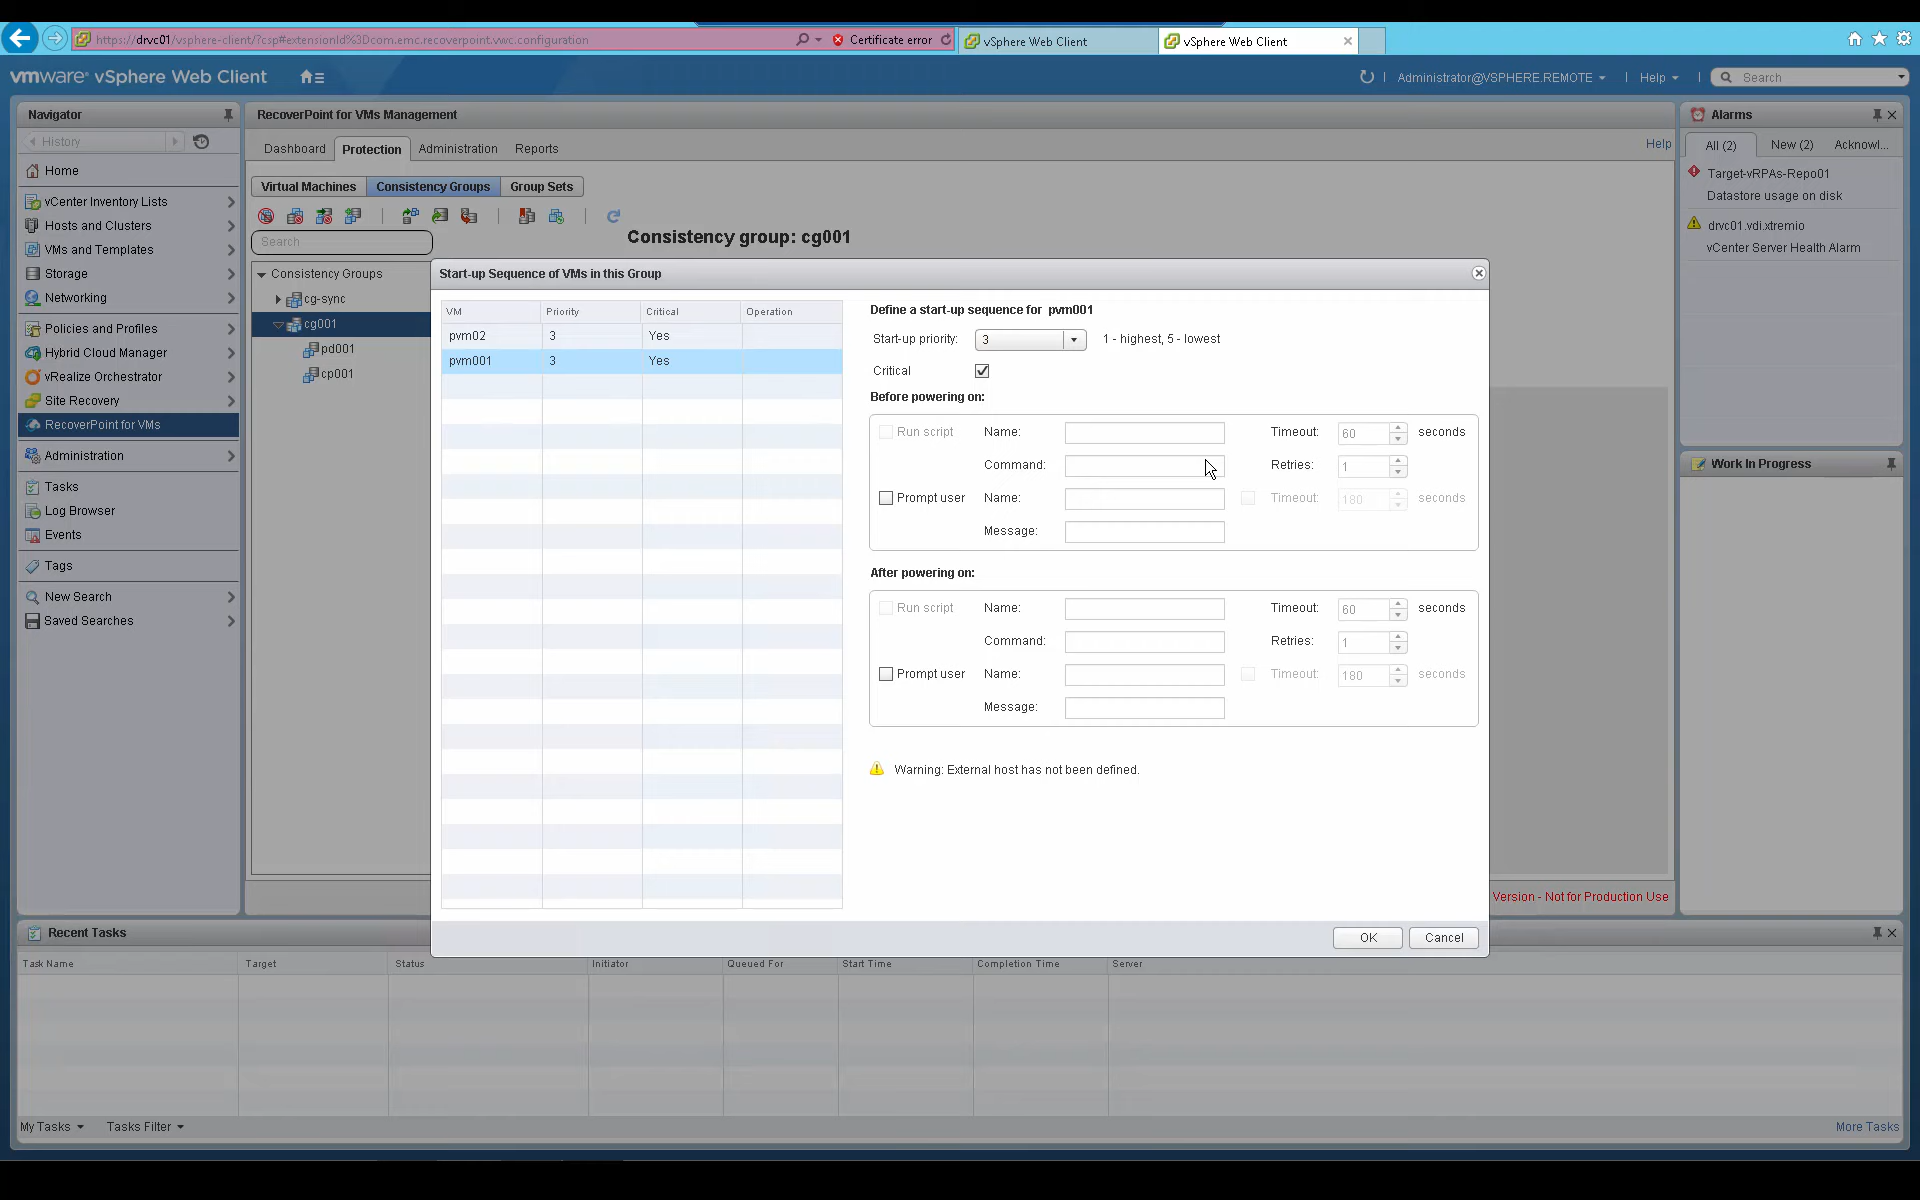 https://drvc01/vsphere-client/?csp#extensionId%3Dcom.emc.recoverpoint.vwc.configuration Certificate error vSphere Web Client vSphere Web Client
vmware® vSphere Web Client Administrator@VSPHERE.REMOTE Help Search
Navigator
History
Home
vCenter Inventory Lists
Hosts and Clusters
VMs and Templates
Storage
Networking
Policies and Profiles
Hybrid Cloud Manager
vRealize Orchestrator
Site Recovery
RecoverPoint for VMs
Administration
Tasks
Log Browser
Events
Tags
New Search
Saved Searches
RecoverPoint for VMs Management
Dashboard Protection Administration Reports Help
Virtual Machines Consistency Groups Group Sets
Search
Consistency group: cg001
Consistency Groups
cg-sync
cg001
pd001
cp001
Start-up Sequence of VMs in this Group
VM Priority Critical Operation
pvm02 3 Yes
pvm001 3 Yes
Define a start-up sequence for pvm001
Start-up priority: 3 1 - highest, 5 - lowest
Critical
Before powering on:
Run script Name: Timeout: 60 seconds
Command: Retries: 1
Prompt user Name: Timeout: 180 seconds
Message:
After powering on:
Run script Name: Timeout: 60 seconds
Command: Retries: 1
Prompt user Name: Timeout: 180 seconds
Message:
Warning: External host has not been defined.
OK Cancel
Version - Not for Production Use
Alarms
All (2) New (2) Acknowl...
Target-vRPAs-Repo01
Datastore usage on disk
drvc01.vdi.xtremio
vCenter Server Health Alarm
Work In Progress
Recent Tasks
Task Name Target Status Initiator Queued For Start Time Completion Time Server
My Tasks Tasks Filter More Tasks